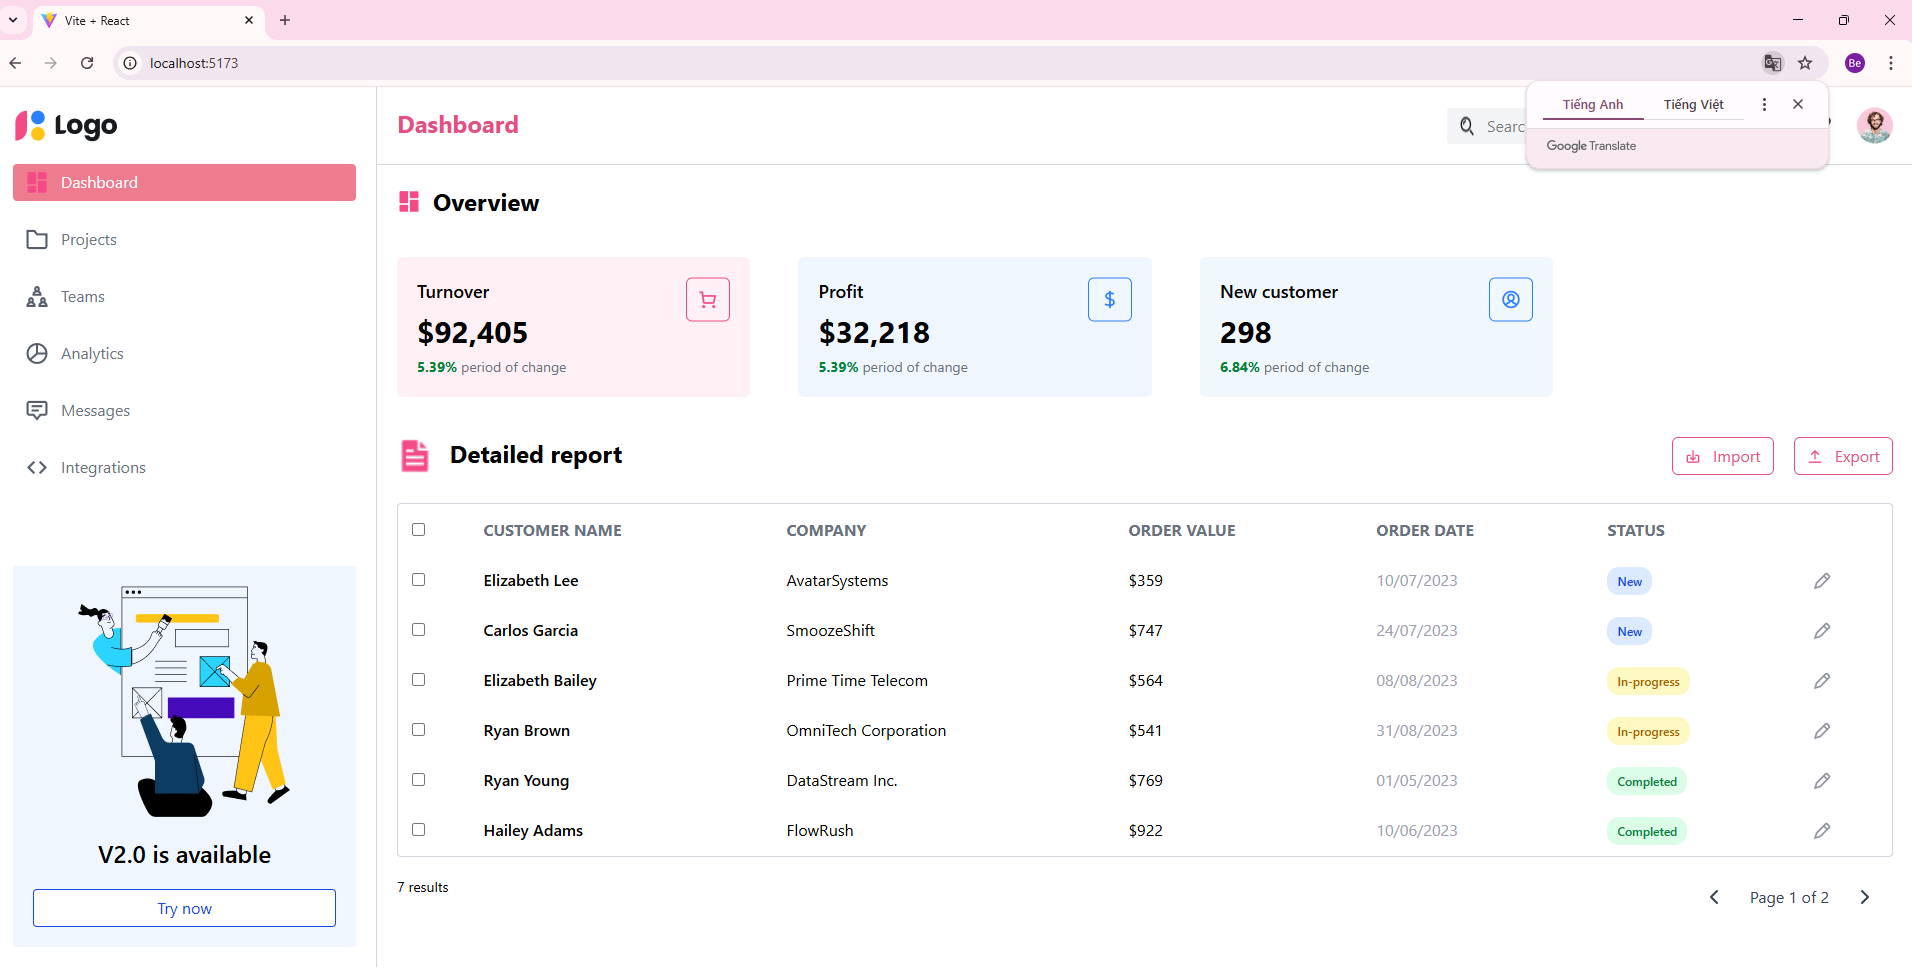 Vite + React
localhost:5173
Be
Tiếng Anh
Tiếng Việt
Google Translate
Logo
Dashboard
Projects
Teams
Analytics
Messages
Integrations
V2.0 is available
Try now
Dashboard
Overview
Turnover
$92,405
5.39% period of change
Profit
$
$32,218
5.39% period of change
New customer
298
6.84% period of change
Detailed report
Import
Export
CUSTOMER NAME COMPANY ORDER VALUE ORDER DATE STATUS
Elizabeth Lee AvatarSystems $359 10/07/2023 New
Carlos Garcia SmoozeShift $747 24/07/2023 New
Elizabeth Bailey Prime Time Telecom $564 08/08/2023 In-progress
Ryan Brown OmniTech Corporation $541 31/08/2023 In-progress
Ryan Young DataStream Inc. $769 01/05/2023 Completed
Hailey Adams FlowRush $922 10/06/2023 Completed
7 results
Page 1 of 2